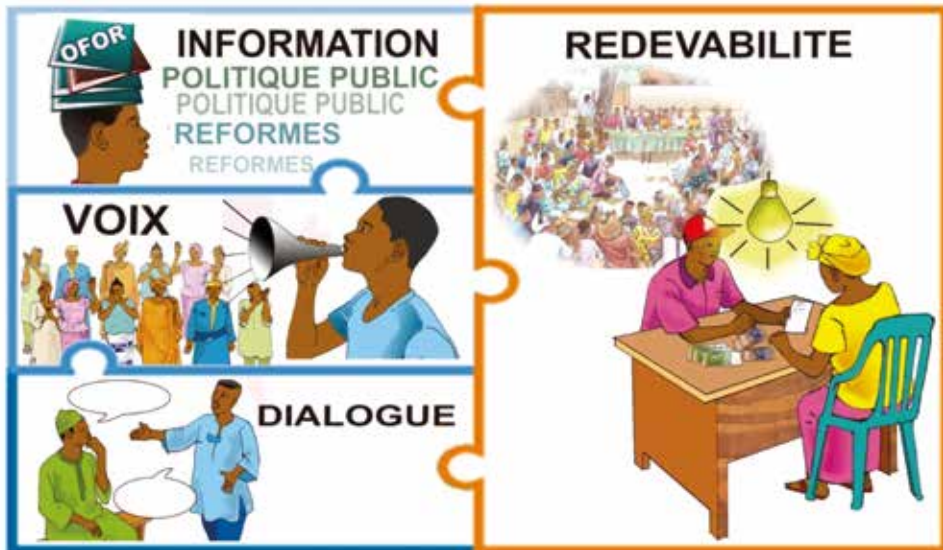 OFOR
INFORMATION
POLITIQUE PUBLIC
POLITIQUE PUBLIC
REFORMES
REFORMES
VOIX
DIALOGUE
REDEVABILITE